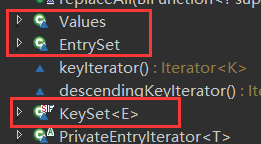 replaceAll(BiFunction<? sup
Values
EntrySet
keyIterator() : Iterator<K>
descendingKeyIterator() :
KeySet<E>
PrivateEntryIterator<T>